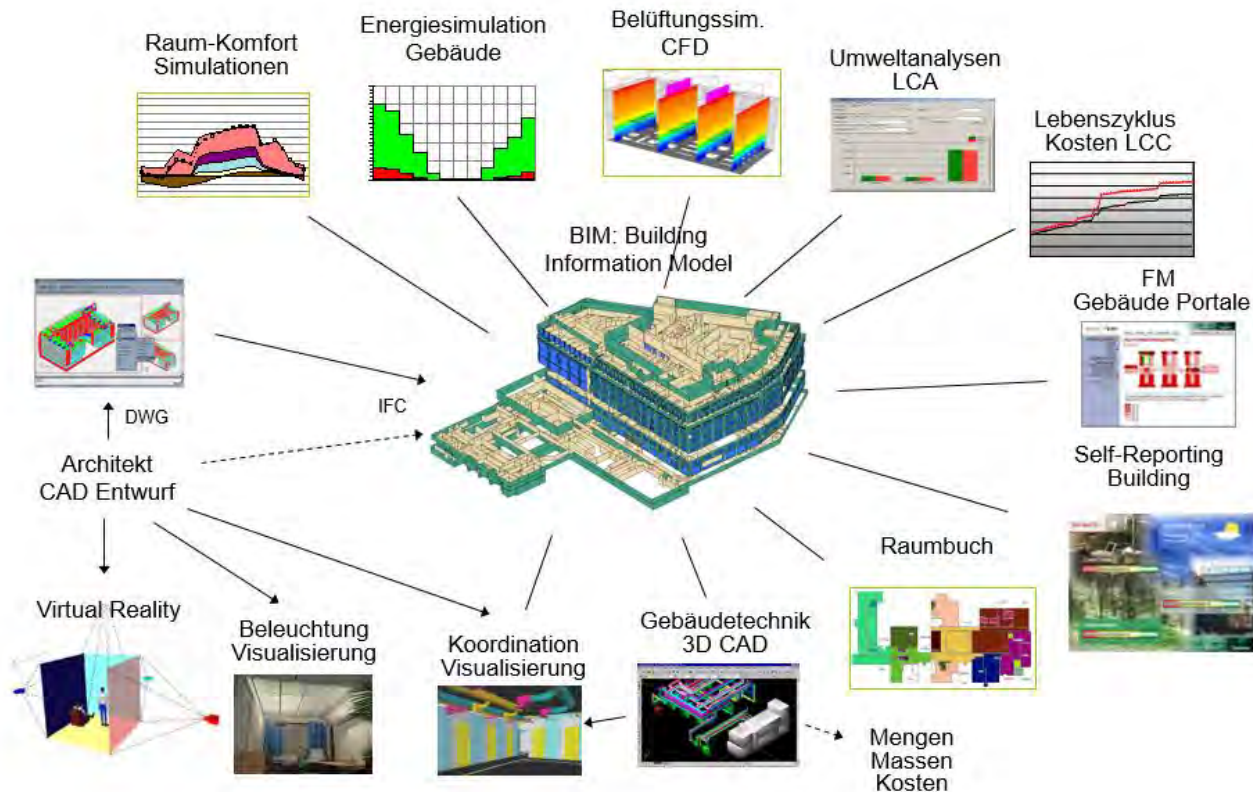 Raum-Komfort
Simulationen
Energiesimulation
Gebäude
Belüftungssim.
CFD
Umweltanalysen
LCA
Lebenszyklus
Kosten LCC
BIM: Building
Information Model
FM
Gebäude Portale
DWG
IFC
Architekt
CAD Entwurf
Self-Reporting
Building
Raumbuch
Virtual Reality
Beleuchtung
Visualisierung
Koordination
Visualisierung
Gebäudetechnik
3D CAD
Mengen
Massen
Kosten